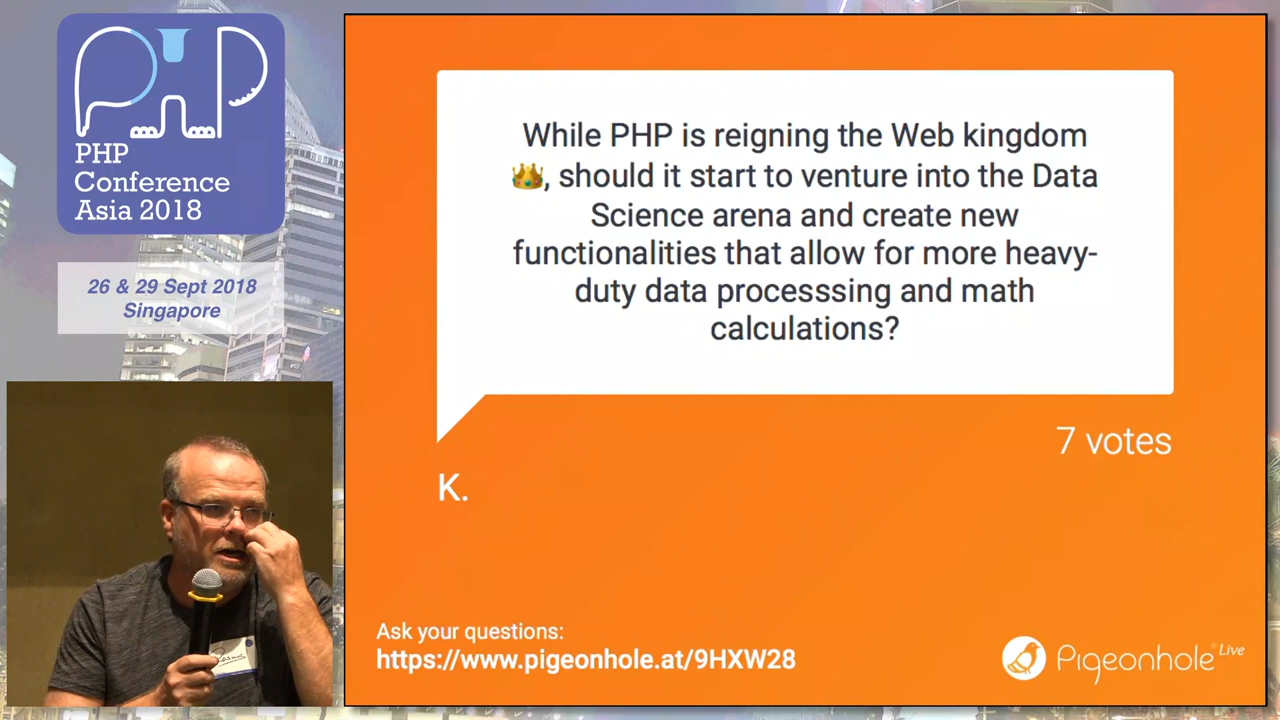 PHP
PHP
Conference
Asia 2018
26 & 29 Sept 2018
Singapore
While PHP is reigning the Web kingdom
👑, should it start to venture into the Data
Science arena and create new
functionalities that allow for more heavy-
duty data processsing and math
calculations?
7 votes
K.
Ask your questions:
https://www.pigeonhole.at/9HXW28
Pigeonhole Live
Rasmus